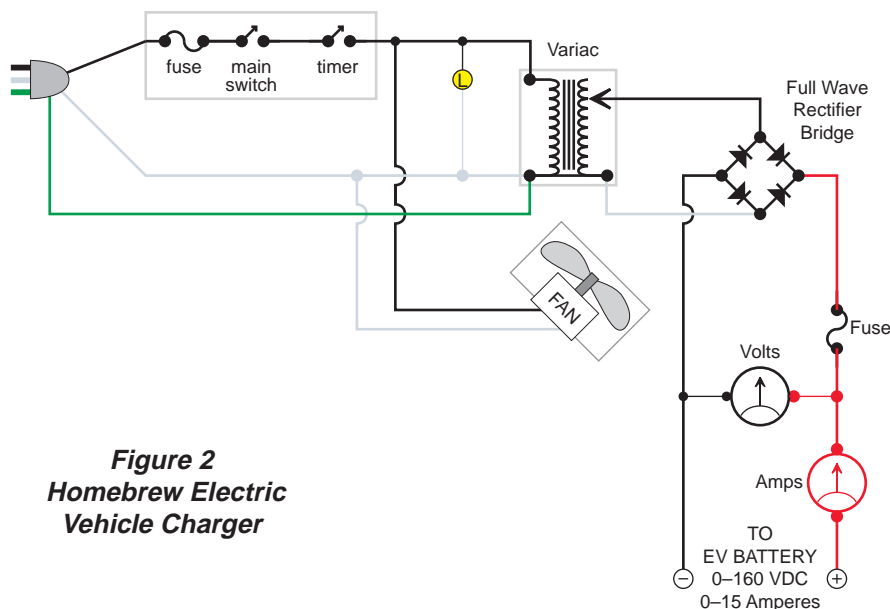 fuse
main
switch
timer
L
Variac
Full Wave
Rectifier
Bridge
FAN
Fuse
Volts
Amps
Figure 2
Homebrew Electric
Vehicle Charger
TO
EV BATTERY
− 0–160 VDC +
0–15 Amperes